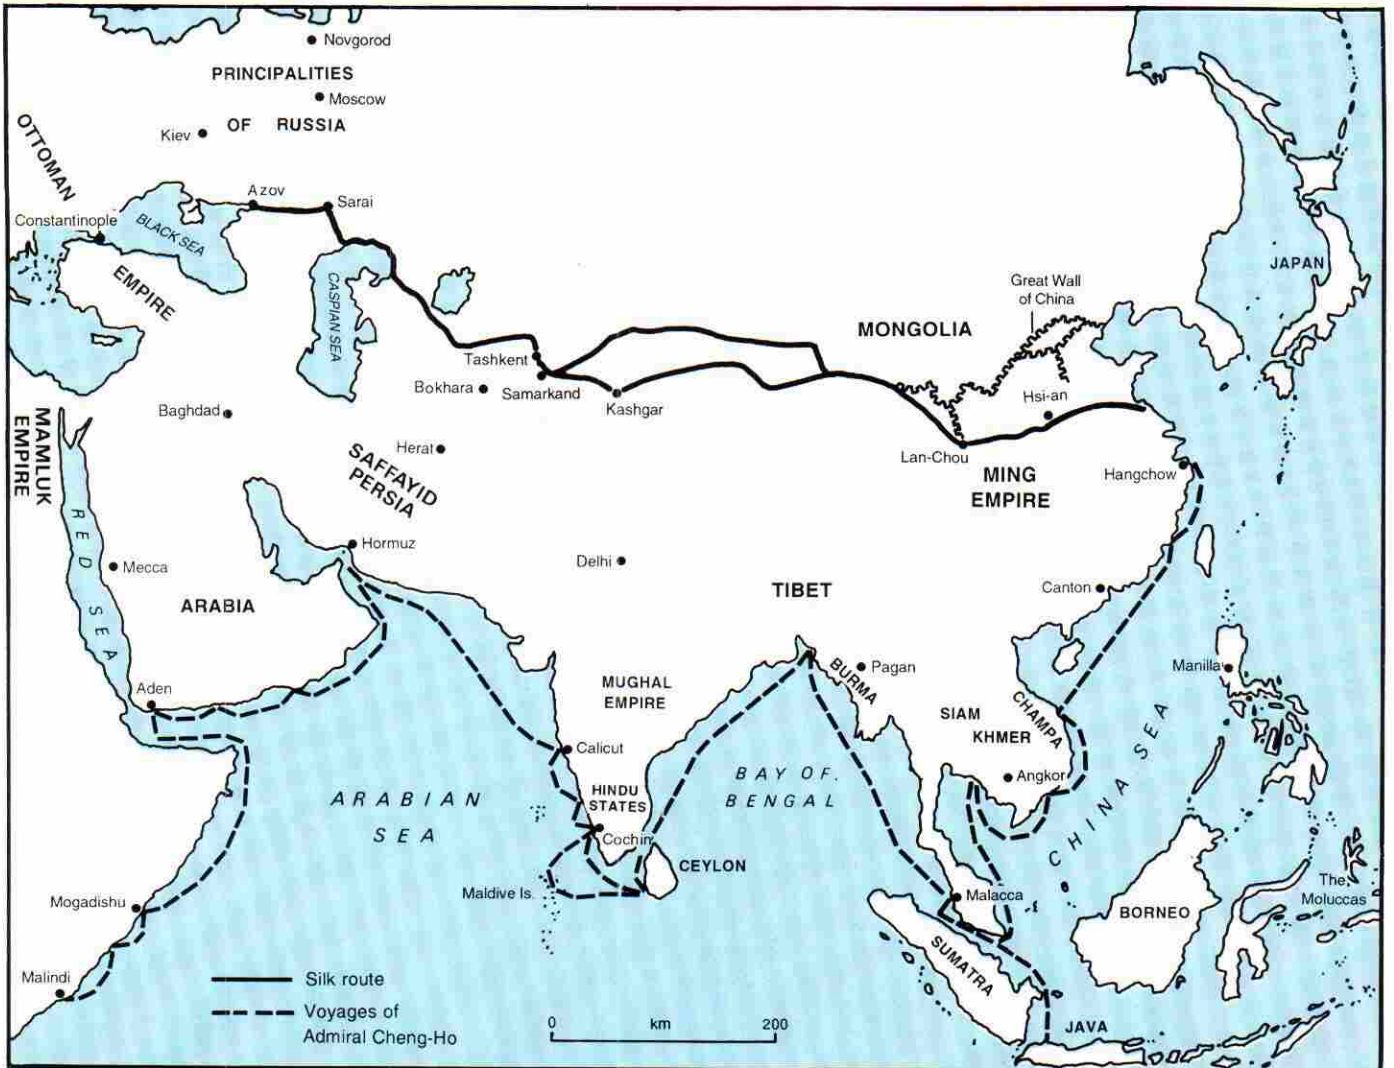 Novgorod
PRINCIPALITIES
Moscow
OF RUSSIA
Kiev
OTTOMAN
EMPIRE
Azov
Sarai
Constantinople
BLACK SEA
CASPIAN SEA
JAPAN
Great Wall
of China
MONGOLIA
Tashkent
Bokhara
Samarkand
Kashgar
Hsi-an
Baghdad
MAMLUK
EMPIRE
Herat
SAFFAYID
PERSIA
Lan-Chou
MING
EMPIRE
Hangchow
RED SEA
Hormuz
Mecca
Delhi
TIBET
Canton
ARABIA
Aden
MUGHAL
EMPIRE
BURMA
Pagan
Manilla
SIAM
KHMER
CHAMPA
Calicut
Angkor
BAY OF.
BENGAL
CHINA SEA
ARABIAN
SEA
HINDU
STATES
Cochin
CEYLON
Maldive Is.
Malacca
BORNEO
The
Moluccas
Mogadishu
SUMATRA
Malindi
JAVA
Silk route
Voyages of
Admiral Cheng-Ho
0 km 200